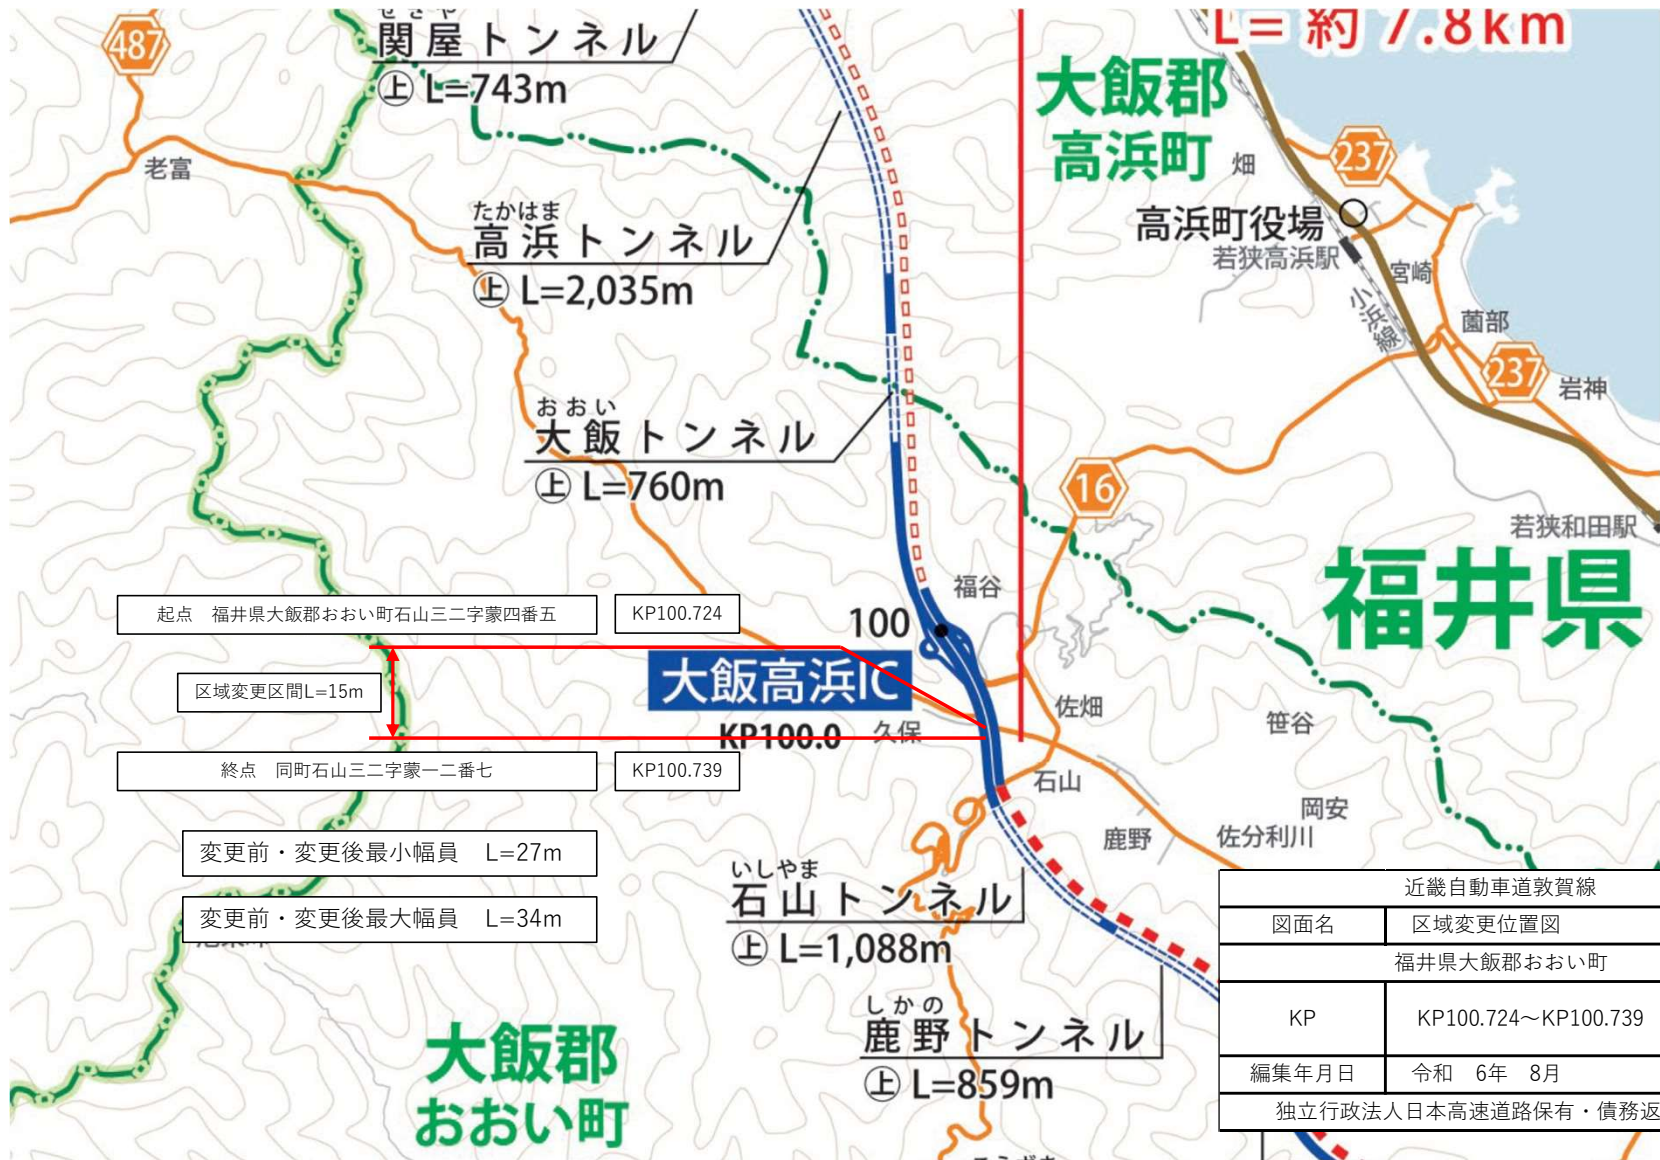 L= 約 7.8km
487
せきや
関屋トンネル
上 L=743m
大飯郡
高浜町
畑
237
老富
たかはま
高浜トンネル
上 L=2,035m
高浜町役場
若狭高浜駅
宮崎
小浜線
薗部
237
岩神
おおい
大飯トンネル
上 L=760m
16
若狭和田駅
福井県
福谷
100
起点 福井県大飯郡おおい町石山三二字蒙四番五
KP100.724
大飯高浜IC
KP100.0
区域変更区間L=15m
久保
佐畑
笹谷
終点 同町石山三二字蒙一二番七
KP100.739
石山
岡安
鹿野
佐分利川
変更前・変更後最小幅員 L=27m
変更前・変更後最大幅員 L=34m
いしやま
石山トンネル
上 L=1,088m
しかの
鹿野トンネル
上 L=859m
大飯郡
おおい町
近畿自動車道敦賀線
図面名 区域変更位置図
福井県大飯郡おおい町
KP KP100.724～KP100.739
編集年月日 令和 6年 8月
独立行政法人日本高速道路保有・債務返